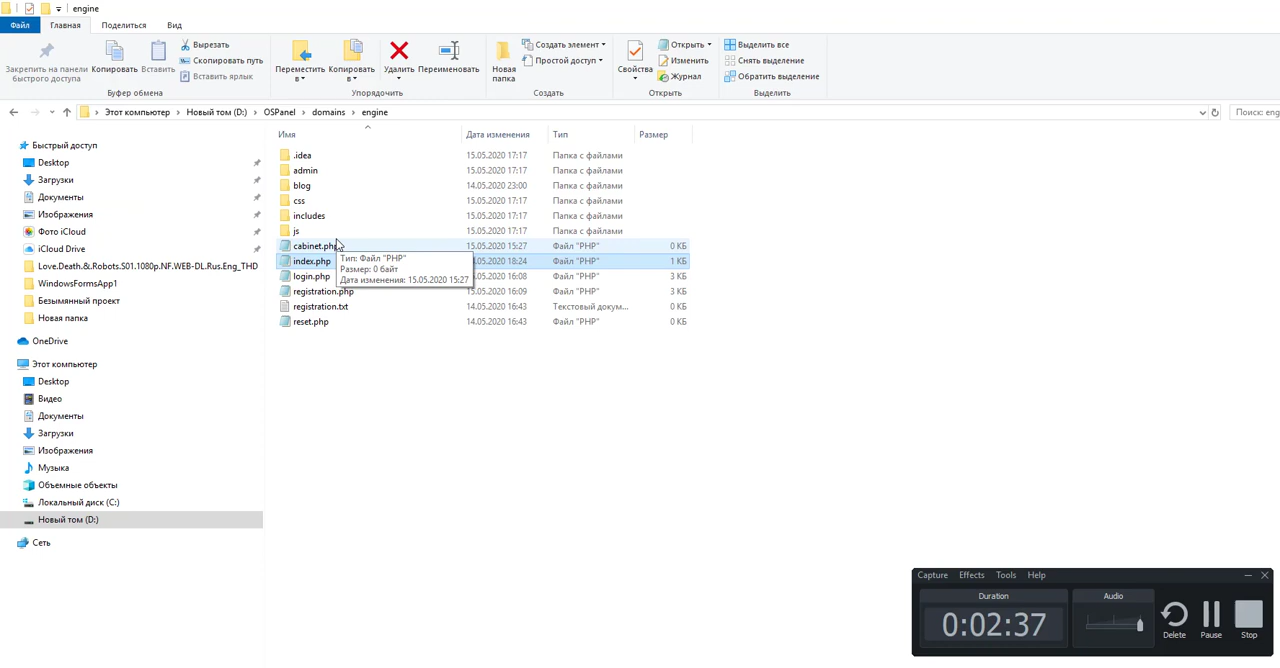 engine
Файл Главная Поделиться Вид
Закрепить на панели быстрого доступа
Копировать
Вставить
Вырезать
Скопировать путь
Вставить ярлык
Буфер обмена
Переместить в
Копировать в
Удалить
Переименовать
Упорядочить
Новая папка
Создать элемент
Простой доступ
Создать
Свойства
Открыть
Изменить
Журнал
Открыть
Выделить все
Снять выделение
Обратить выделение
Выделить
Этот компьютер › Новый том (D:) › OSPanel › domains › engine
Поиск: eng
Быстрый доступ
Desktop
Загрузки
Документы
Изображения
Фото iCloud
iCloud Drive
Love.Death.&.Robots.S01.1080p.NF.WEB-DL.Rus.Eng_THD
WindowsFormsApp1
Безымянный проект
Новая папка
OneDrive
Этот компьютер
Desktop
Видео
Документы
Загрузки
Изображения
Музыка
Объемные объекты
Локальный диск (C:)
Новый том (D:)
Сеть
Имя Дата изменения Тип Размер
.idea 15.05.2020 17:17 Папка с файлами
admin 15.05.2020 17:17 Папка с файлами
blog 14.05.2020 23:00 Папка с файлами
css 15.05.2020 17:17 Папка с файлами
includes 15.05.2020 17:17 Папка с файлами
js 15.05.2020 17:17 Папка с файлами
cabinet.php 15.05.2020 15:27 Файл "PHP" 0 КБ
index.php .05.2020 18:24 Файл "PHP" 1 КБ
login.php .05.2020 16:08 Файл "PHP" 3 КБ
registration.php 15.05.2020 16:09 Файл "PHP" 3 КБ
registration.txt 14.05.2020 16:43 Текстовый докум... 0 КБ
reset.php 14.05.2020 16:43 Файл "PHP" 0 КБ
Тип: Файл "PHP"
Размер: 0 байт
Дата изменения: 15.05.2020 15:27
Capture Effects Tools Help
Duration
0:02:37
Audio
Delete
Pause
Stop